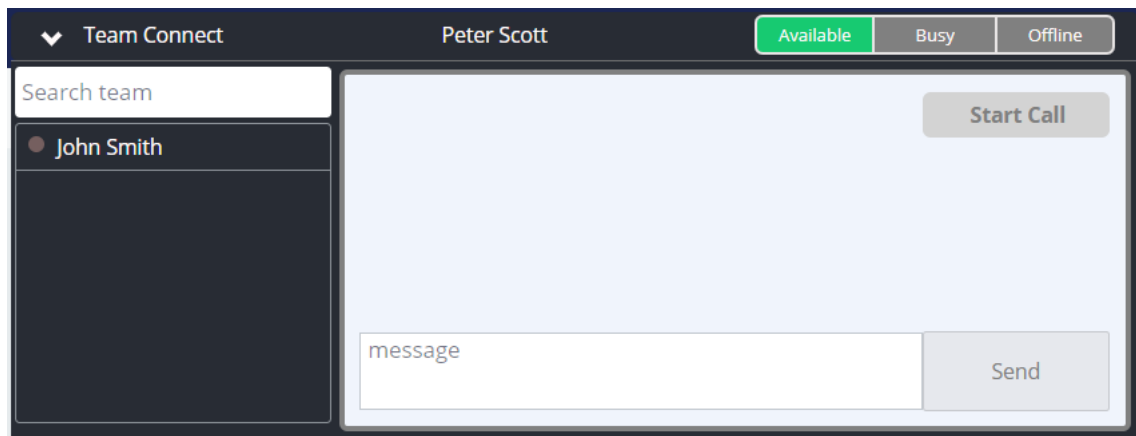 Team Connect
Peter Scott
Available
Busy
Offline
Search team
John Smith
Start Call
message
Send